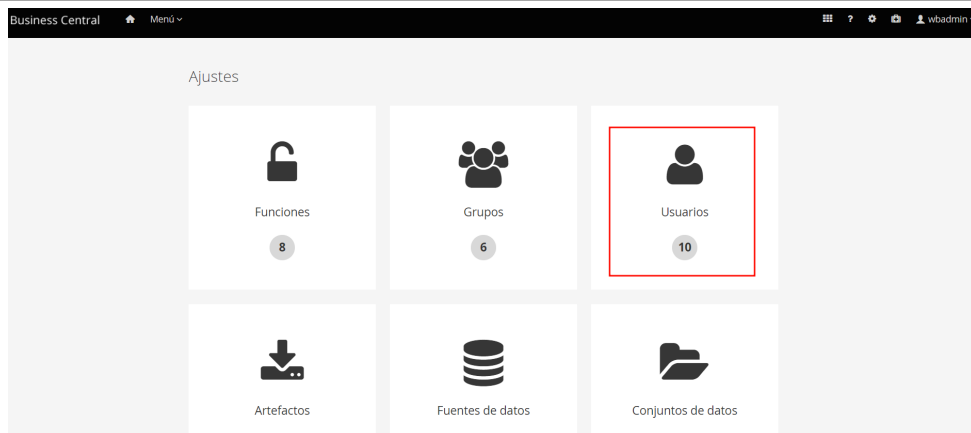 Business Central Menú ? wbadmin
Ajustes
Funciones Grupos Usuarios
8 6 10
Artefactos Fuentes de datos Conjuntos de datos